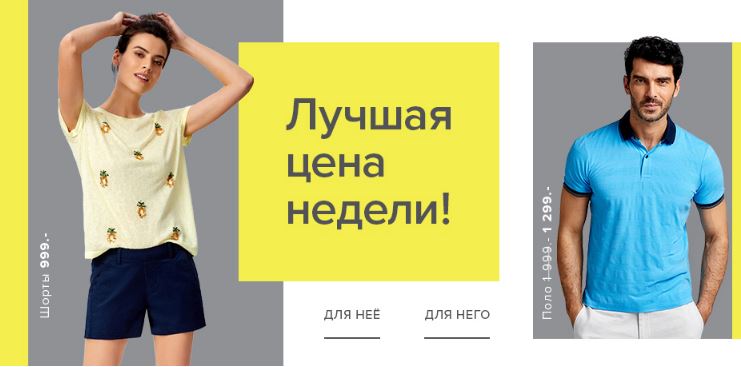 Лучшая
цена
недели!
Шорты 999.-
ДЛЯ НЕЁ
ДЛЯ НЕГО
Поло 1 999.- 1 299.-